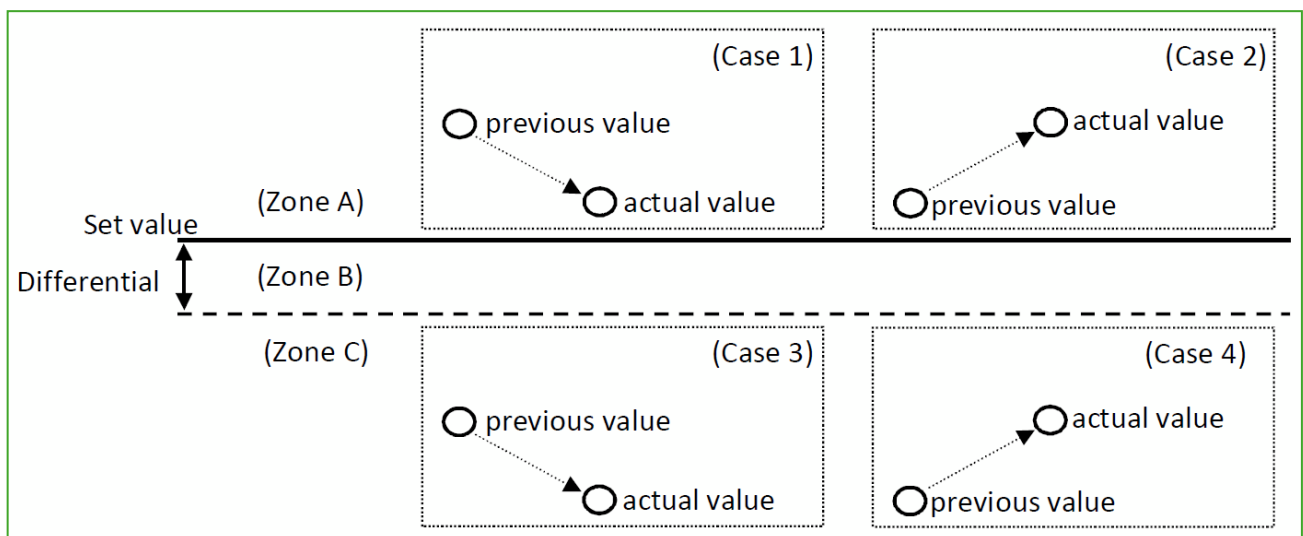 (Case 1)
(Case 2)
previous value
actual value
(Zone A)
actual value
previous value
Set value
Differential
(Zone B)
(Zone C)
(Case 3)
(Case 4)
previous value
actual value
actual value
previous value